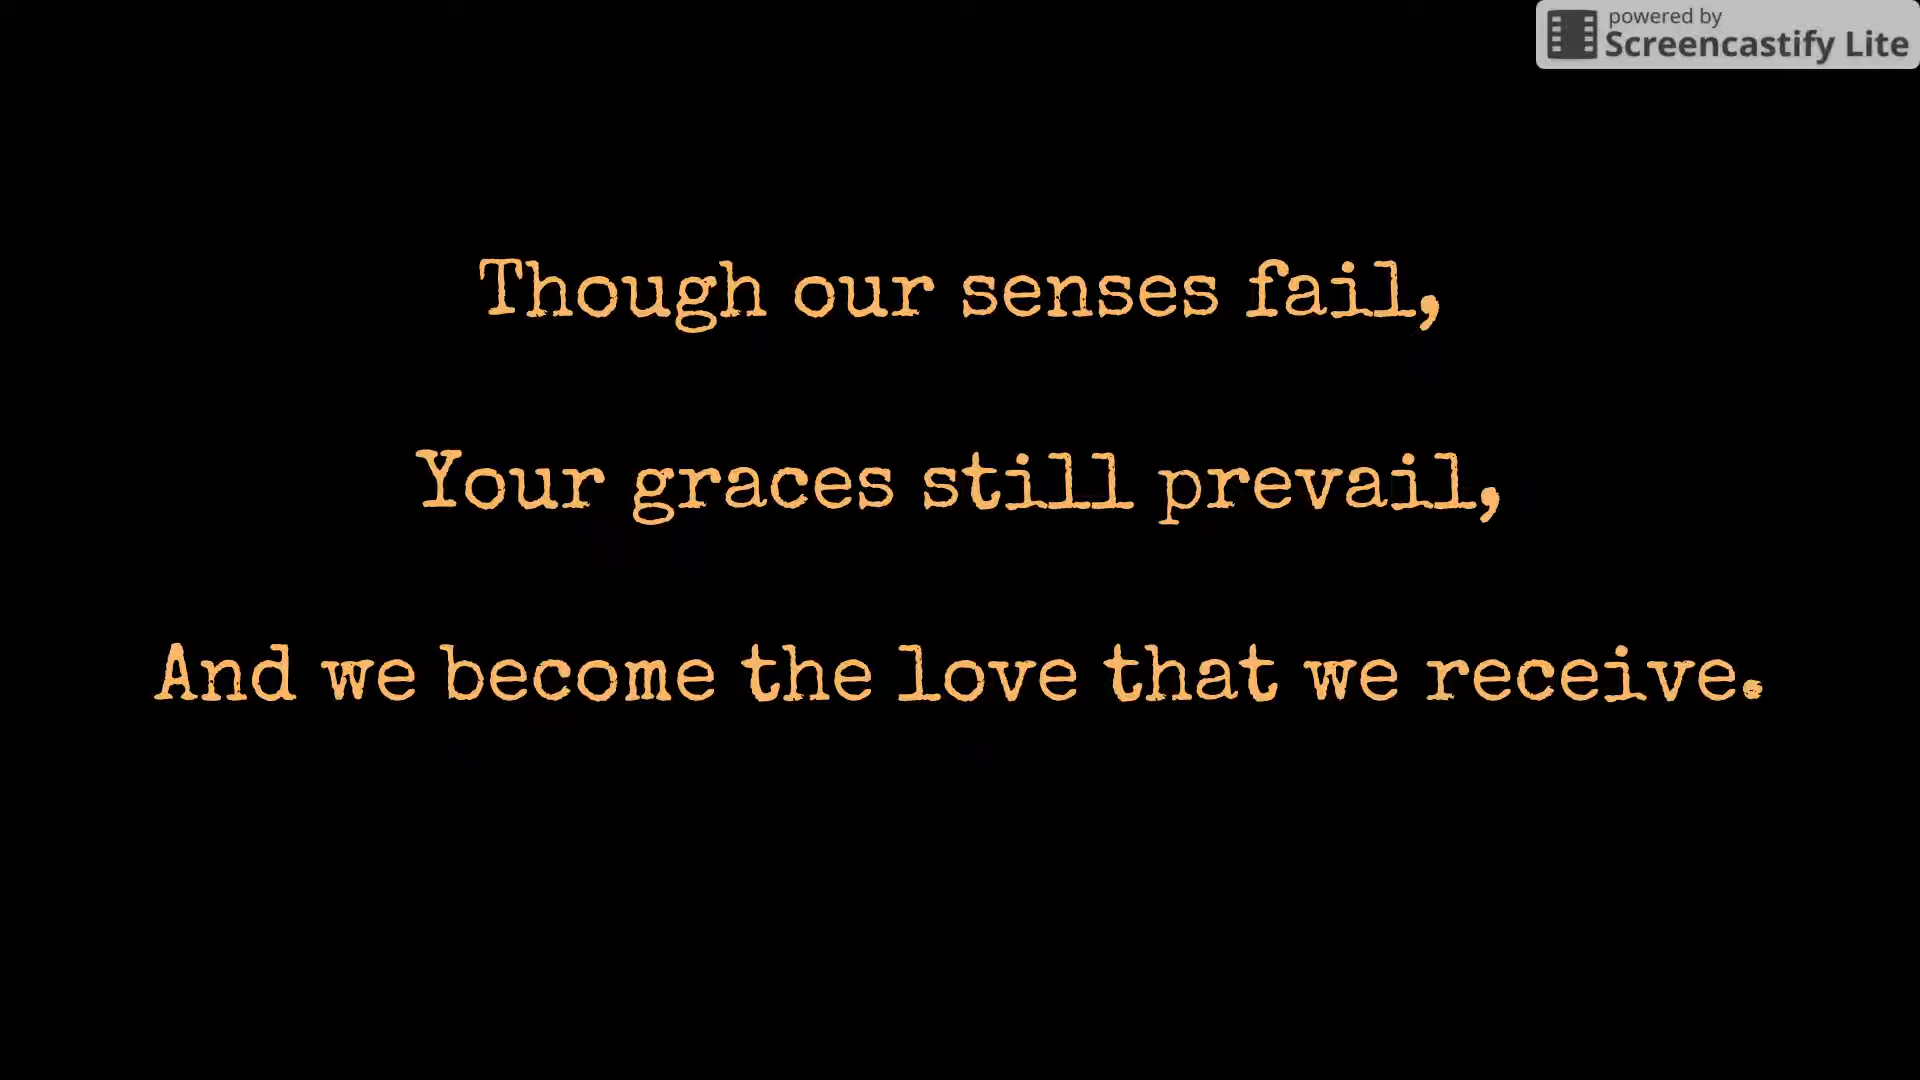 powered by
Screencastify Lite
Though our senses fail,
Your graces still prevail,
And we become the love that we receive.